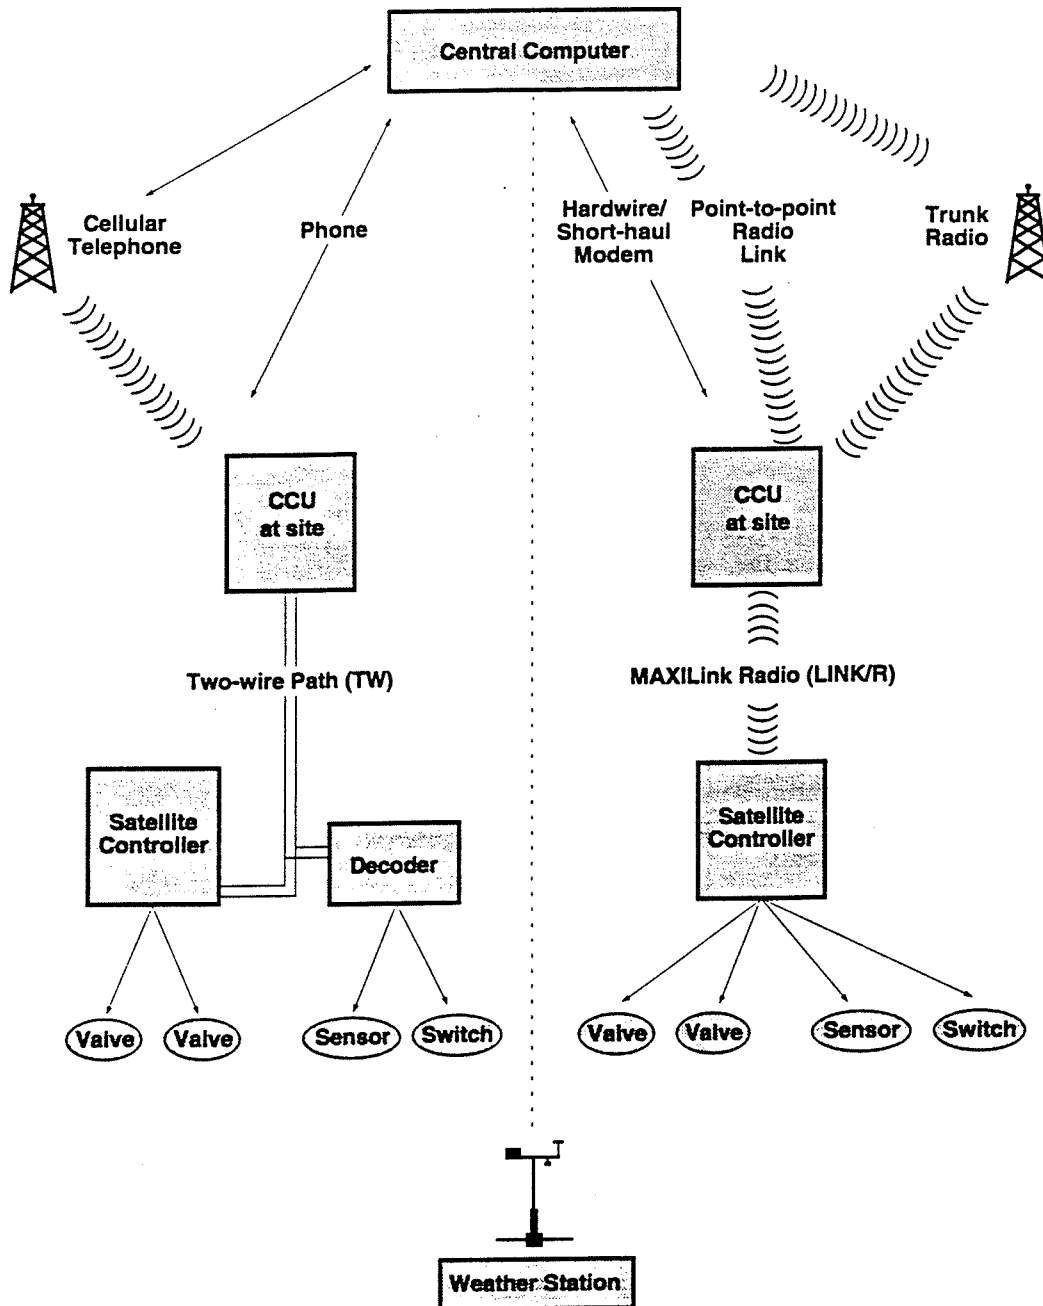 Central Computer
Cellular
Telephone
Phone
Hardwire/
Short-haul
Modem
Point-to-point
Radio
Link
Trunk
Radio
CCU
at site
CCU
at site
Two-wire Path (TW)
MAXILink Radio (LINK/R)
Satellite
Controller
Decoder
Satellite
Controller
Valve
Valve
Sensor
Switch
Valve
Valve
Sensor
Switch
Weather Station